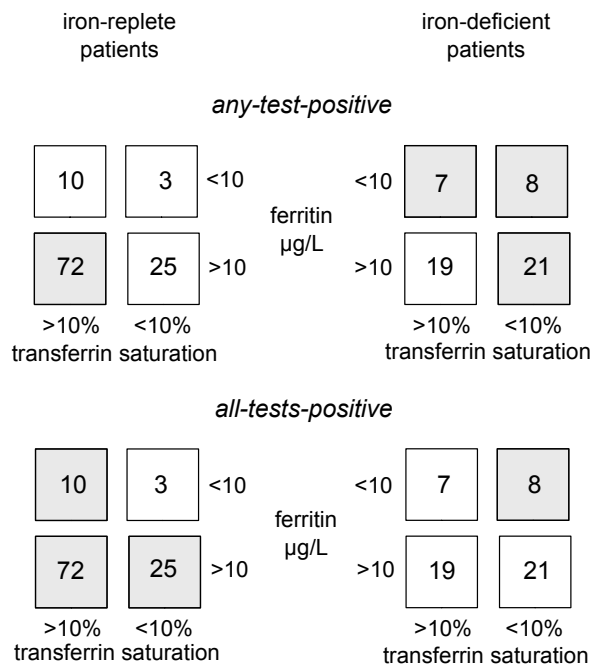 iron-replete patients
iron-deficient patients
any-test-positive
10 3 <10
<10 7 8
ferritin
µg/L
72 25 >10
>10 19 21
>10% <10%
>10% <10%
transferrin saturation
transferrin saturation
all-tests-positive
10 3 <10
<10 7 8
ferritin
µg/L
72 25 >10
>10 19 21
>10% <10%
>10% <10%
transferrin saturation
transferrin saturation